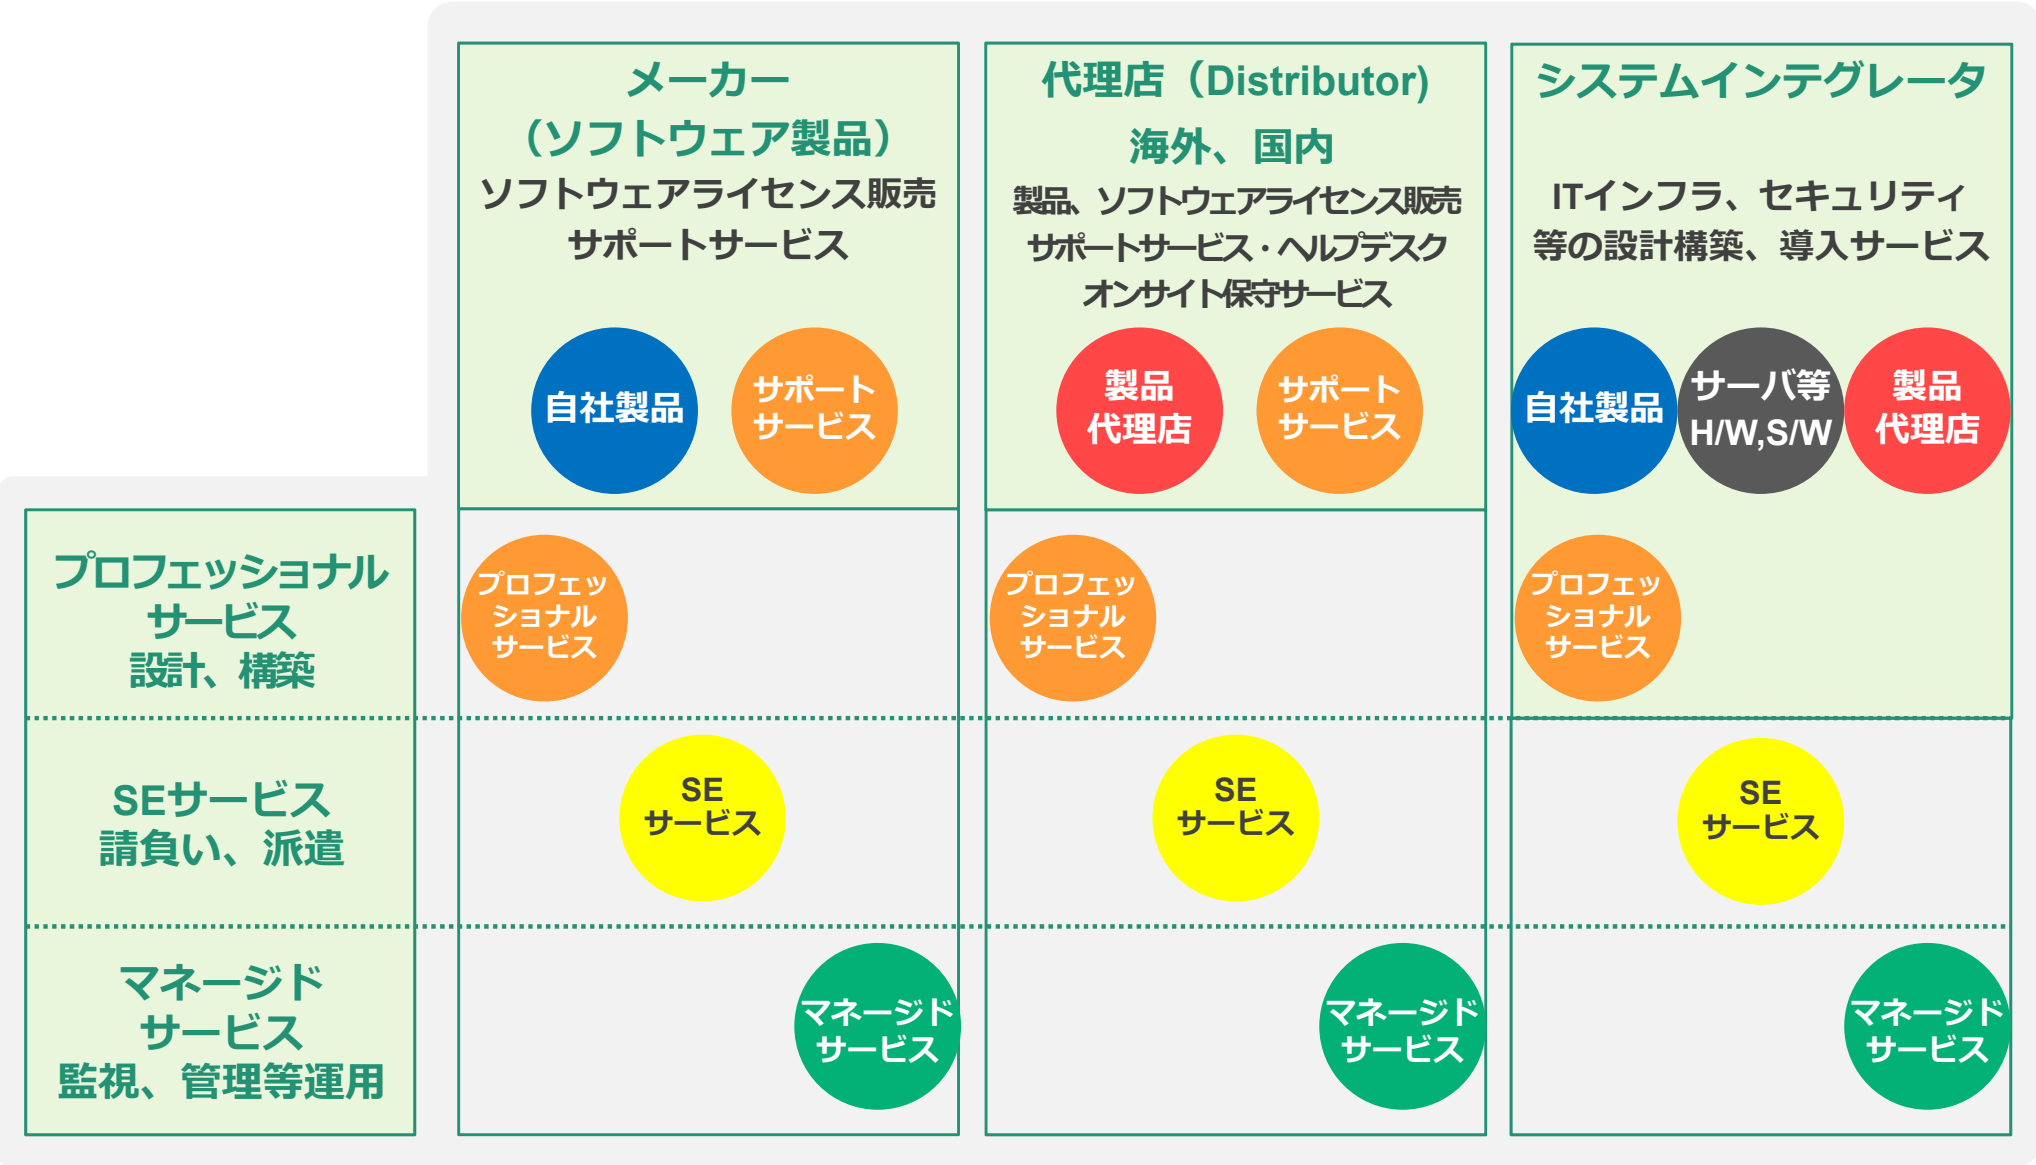 メーカー
（ソフトウェア製品）
ソフトウェアライセンス販売
サポートサービス
自社製品
サポート
サービス
代理店（Distributor)
海外、国内
製品、ソフトウェアライセンス販売
サポートサービス・ヘルプデスク
オンサイト保守サービス
製品
代理店
サポート
サービス
システムインテグレータ
ITインフラ、セキュリティ
等の設計構築、導入サービス
自社製品
サーバ等
H/W,S/W
製品
代理店
プロフェッショナル
サービス
設計、構築
プロフェッ
ショナル
サービス
プロフェッ
ショナル
サービス
プロフェッ
ショナル
サービス
SEサービス
請負い、派遣
SE
サービス
SE
サービス
SE
サービス
マネージド
サービス
監視、管理等運用
マネージド
サービス
マネージド
サービス
マネージド
サービス